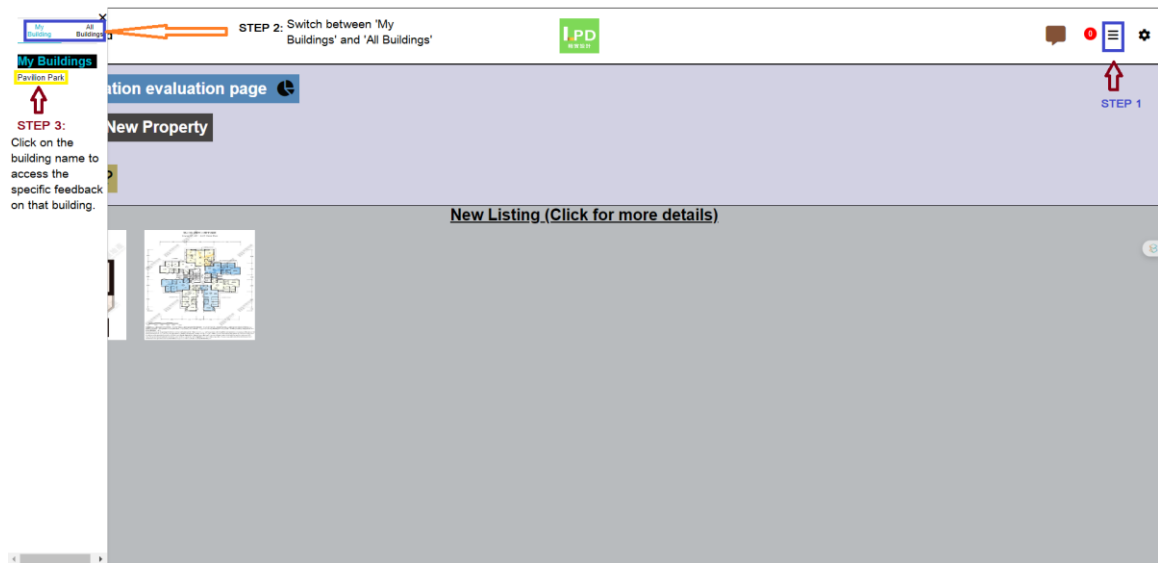 My
Building
All
Buildings
X
STEP 2: Switch between 'My
Buildings' and 'All Buildings'
LPD
0
STEP 1
My Buildings
Pavilion Park
STEP 3:
Click on the
building name to
access the
specific feedback
on that building.
ation evaluation page
New Property
?
New Listing (Click for more details)